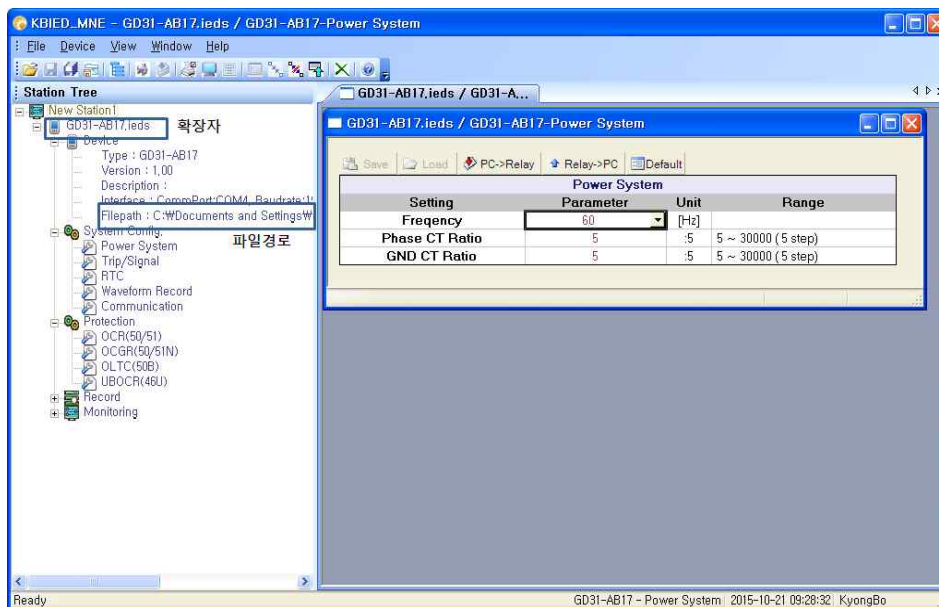 KBIED_MNE - GD31-AB17.ieds / GD31-AB17-Power System
File Device View Window Help
Station Tree
New Station1
GD31-AB17.ieds 확장자
Device
Type : GD31-AB17
Version : 1,00
Description :
Interface : CommPort:COM4, Baudrate:1
Filepath : C:₩Documents and Settings₩
System Config.
파일경로
Power System
Trip/Signal
RTC
Waveform Record
Communication
Protection
OCR(50/51)
OCGR(50/51N)
OLTC(50B)
UBOCR(46U)
Record
Monitoring
GD31-AB17.ieds / GD31-A...
GD31-AB17.ieds / GD31-AB17-Power System
Save Load PC->Relay Relay->PC Default
Power System
Setting Parameter Unit Range
Freqency 60 [Hz]
Phase CT Ratio 5 :5 5 ~ 30000 ( 5 step)
GND CT Ratio 5 :5 5 ~ 30000 ( 5 step)
Ready GD31-AB17 - Power System 2015-10-21 09:28:32 KyongBo